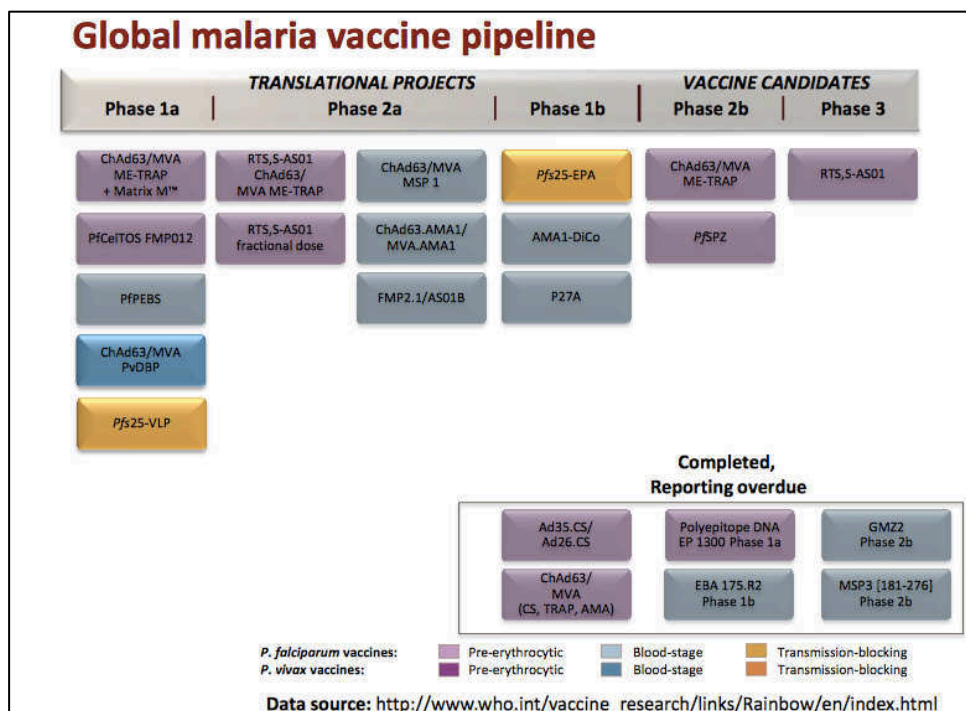 Global malaria vaccine pipeline
TRANSLATIONAL PROJECTS
VACCINE CANDIDATES
Phase 1a
Phase 2a
Phase 1b
Phase 2b
Phase 3
ChAd63/MVA
ME-TRAP
+ Matrix M™
PfCelTOS FMP012
PfPEBS
ChAd63/MVA
PvDBP
Pfs25-VLP
RTS,S-AS01
ChAd63/
MVA ME-TRAP
RTS,S-AS01
fractional dose
ChAd63/MVA
MSP 1
ChAd63.AMA1/
MVA.AMA1
FMP2.1/AS01B
Pfs25-EPA
AMA1-DiCo
P27A
ChAd63/MVA
ME-TRAP
PfSPZ
RTS,S-AS01
Completed,
Reporting overdue
Ad35.CS/
Ad26.CS
ChAd63/
MVA
(CS, TRAP, AMA)
Polyepitope DNA
EP 1300 Phase 1a
EBA 175.R2
Phase 1b
GMZ2
Phase 2b
MSP3 [181-276]
Phase 2b
P. falciparum vaccines: Pre-erythrocytic Blood-stage Transmission-blocking
P. vivax vaccines: Pre-erythrocytic Blood-stage Transmission-blocking
Data source: http://www.who.int/vaccine_research/links/Rainbow/en/index.html